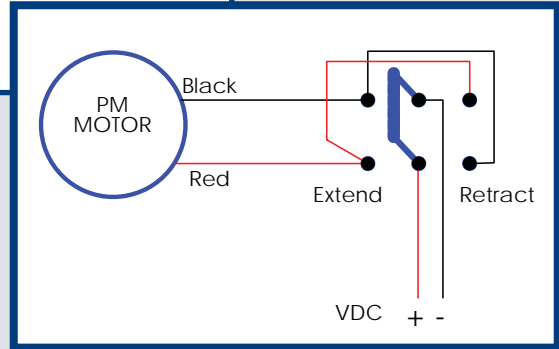 Black
PM
MOTOR
Red
Extend
Retract
VDC + -